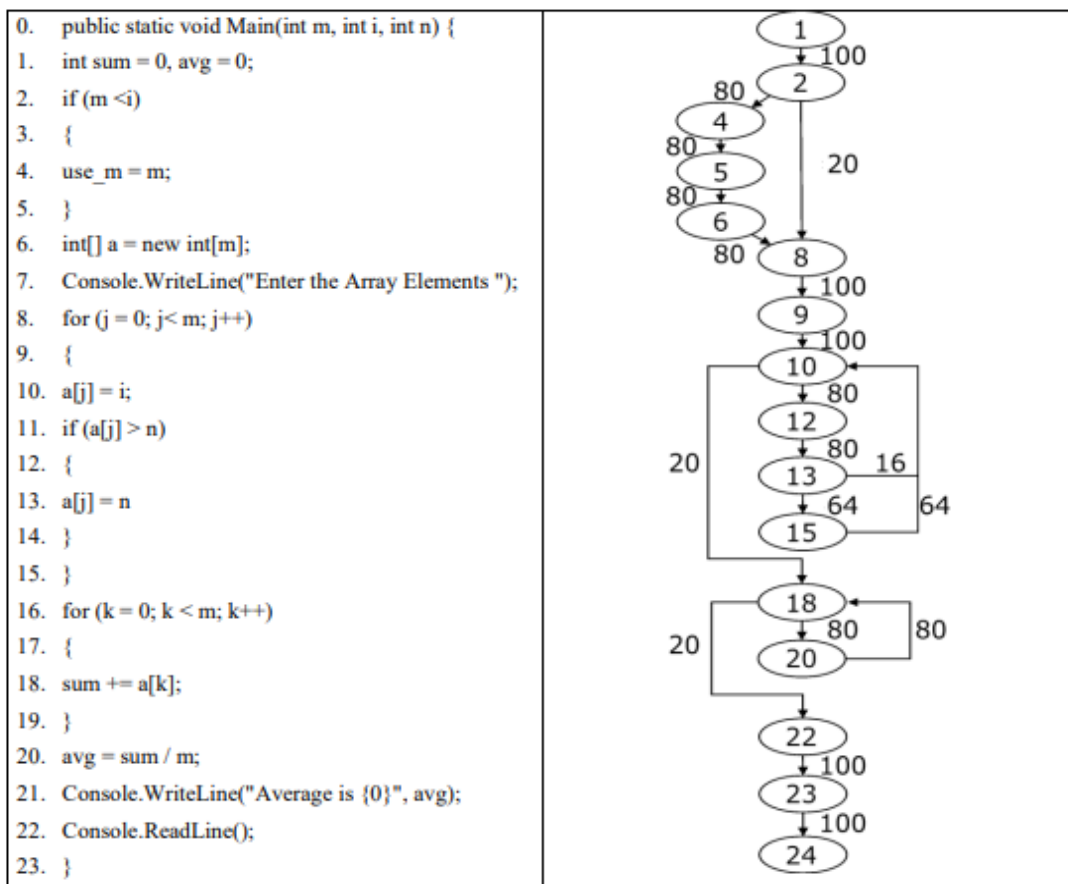 0. public static void Main(int m, int i, int n) {
1. int sum = 0, avg = 0;
2. if (m <i)
3. {
4. use_m = m;
5. }
6. int[] a = new int[m];
7. Console.WriteLine("Enter the Array Elements ");
8. for (j = 0; j< m; j++)
9. {
10. a[j] = i;
11. if (a[j] > n)
12. {
13. a[j] = n
14. }
15. }
16. for (k = 0; k < m; k++)
17. {
18. sum += a[k];
19. }
20. avg = sum / m;
21. Console.WriteLine("Average is {0}", avg);
22. Console.ReadLine();
23. }
1
100
2
80
4
80
5
20
80
6
80
8
100
9
100
10
80
12
80
20
13
16
64
64
15
18
80
80
20
20
22
100
23
100
24